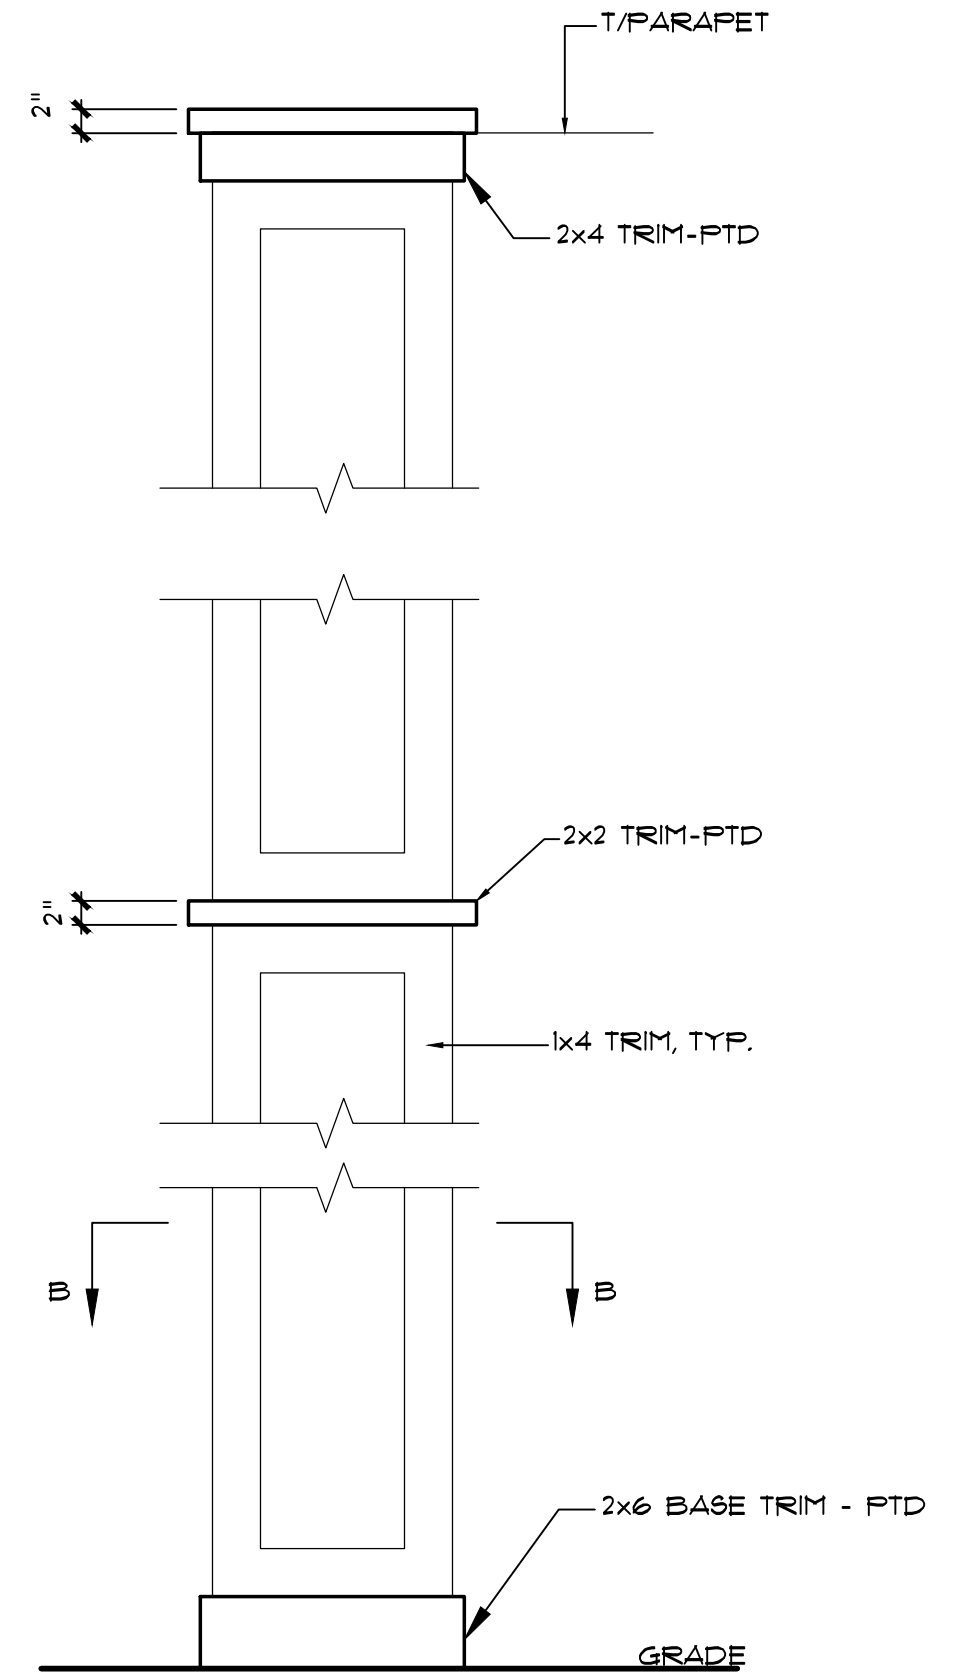 T/PARAPET
2"
2x4 TRIM-PTD
2x2 TRIM-PTD
2"
1x4 TRIM, TYP.
B
B
2x6 BASE TRIM - PTD
GRADE